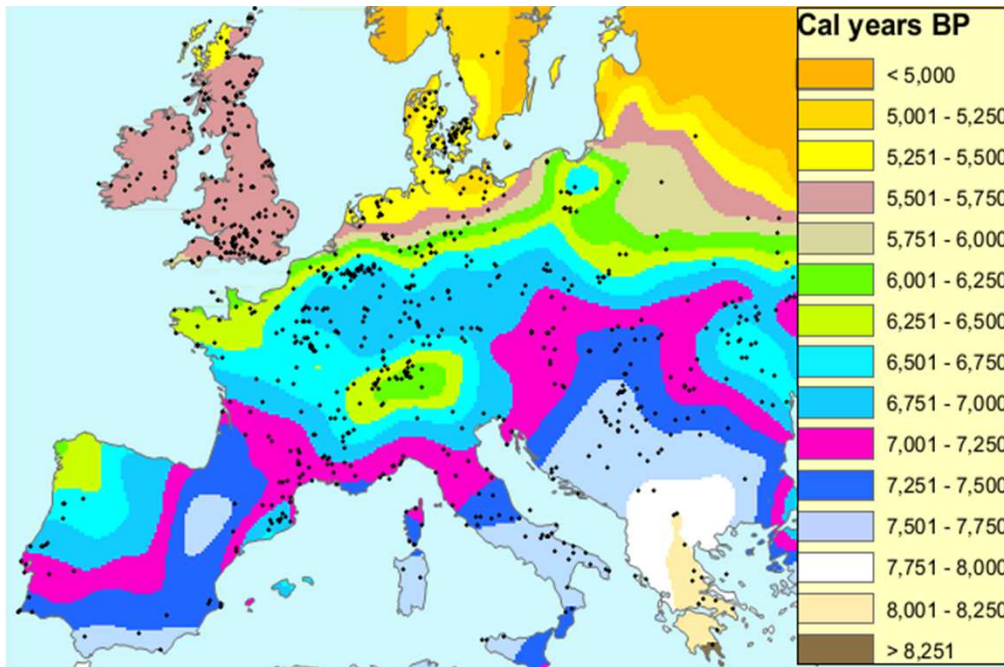 Cal years BP
< 5,000
5,001 - 5,250
5,251 - 5,500
5,501 - 5,750
5,751 - 6,000
6,001 - 6,250
6,251 - 6,500
6,501 - 6,750
6,751 - 7,000
7,001 - 7,250
7,251 - 7,500
7,501 - 7,750
7,751 - 8,000
8,001 - 8,250
> 8,251